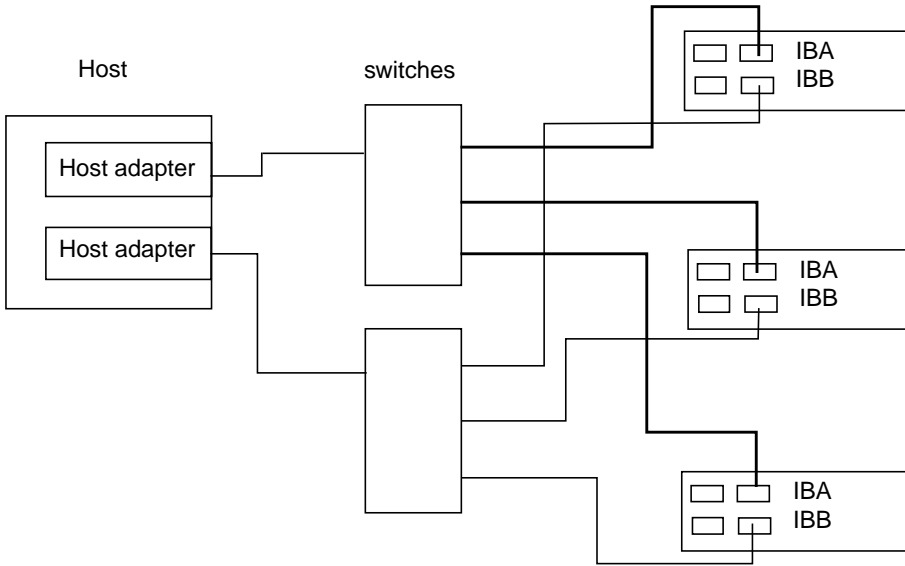 Host
switches
IBA
IBB
Host adapter
Host adapter
IBA
IBB
IBA
IBB